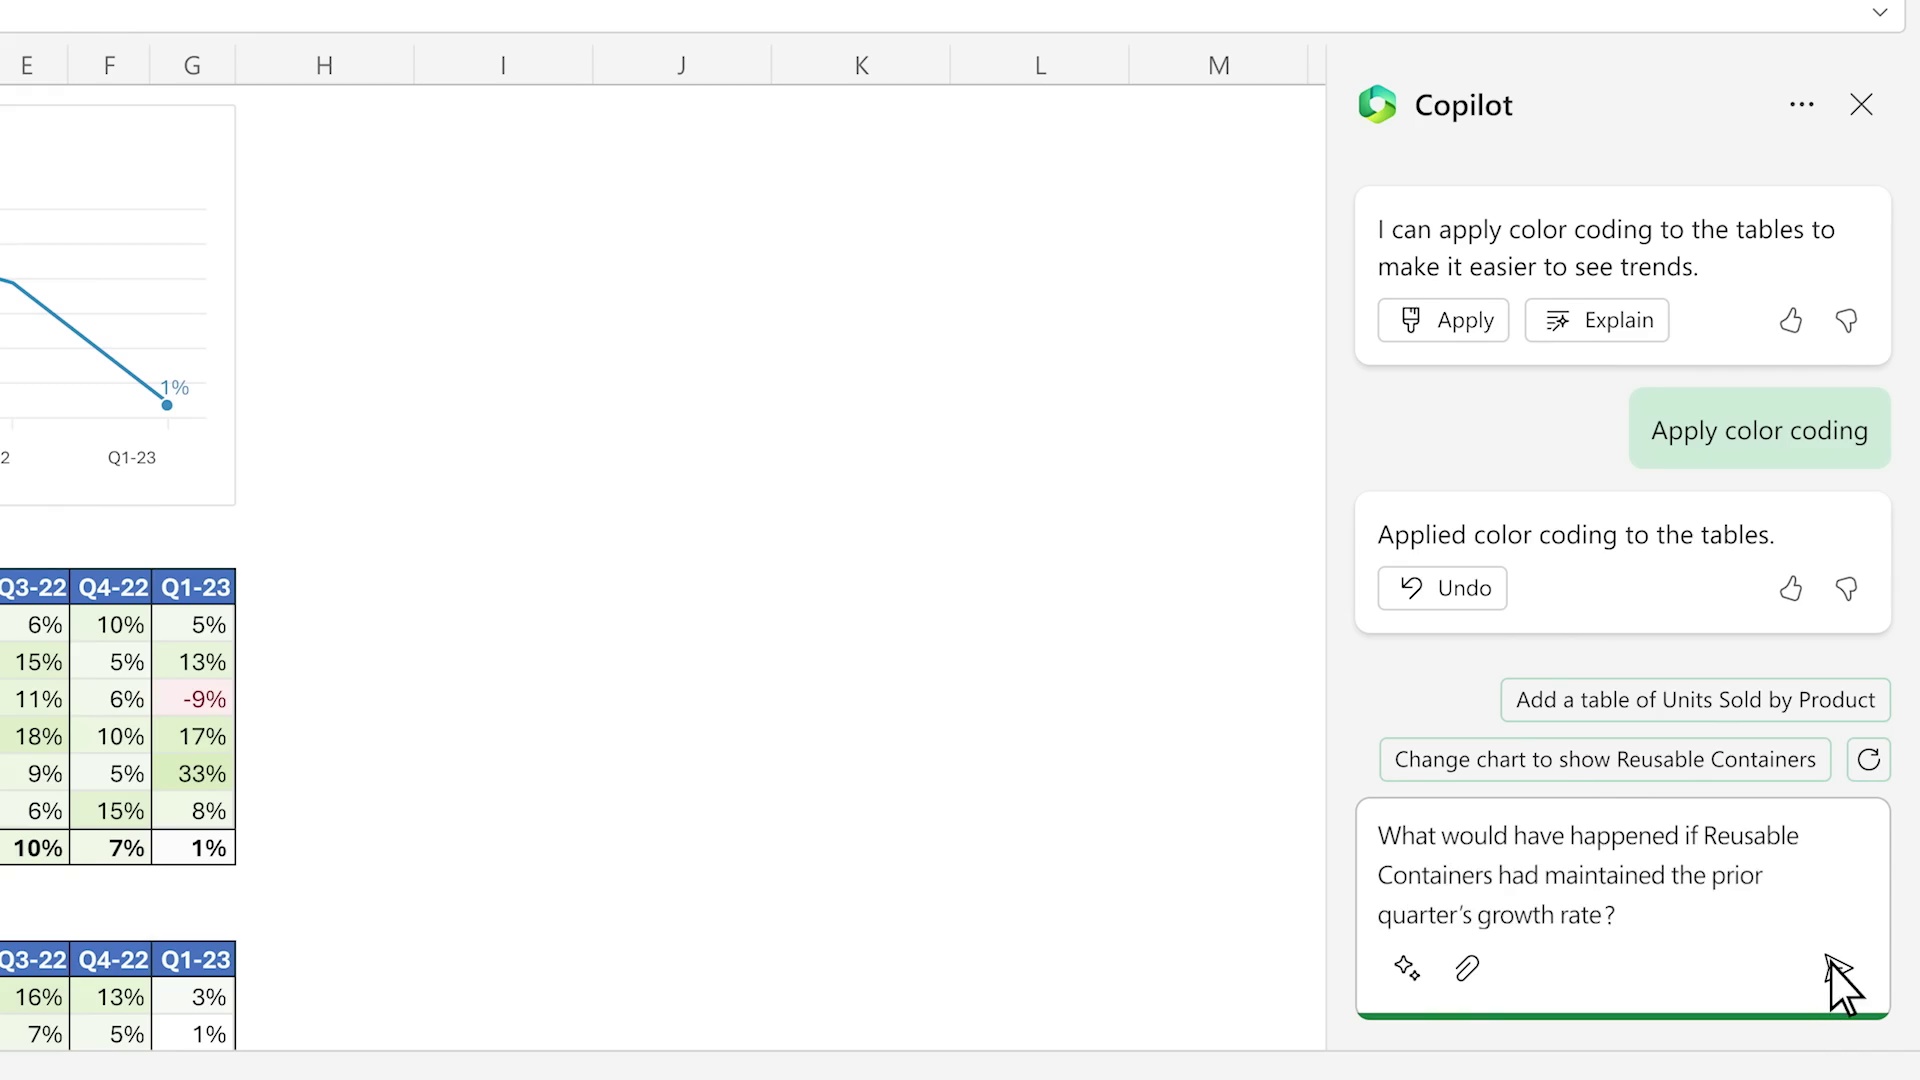 E F G H I J K L M
1%
2 Q1-23
Q3-22 Q4-22 Q1-23
6% 10% 5%
15% 5% 13%
11% 6% -9%
18% 10% 17%
9% 5% 33%
6% 15% 8%
10% 7% 1%
Q3-22 Q4-22 Q1-23
16% 13% 3%
7% 5% 1%
Copilot
I can apply color coding to the tables to
make it easier to see trends.
Apply Explain
Apply color coding
Applied color coding to the tables.
Undo
Add a table of Units Sold by Product
Change chart to show Reusable Containers
What would have happened if Reusable
Containers had maintained the prior
quarter's growth rate?